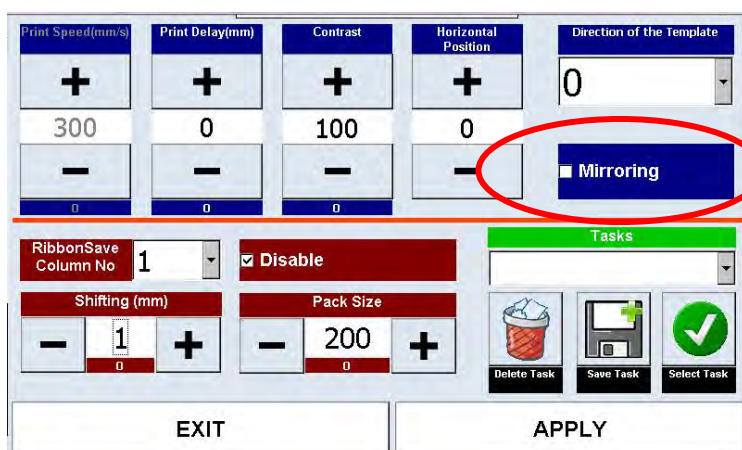 Print Speed(mm/s)
Print Delay(mm)
Contrast
Horizontal
Position
Direction of the Template
+
+
+
+
0
300
0
100
0
−
−
−
−
Mirroring
0
0
0
RibbonSave
Column No
1
Disable
Tasks
Shifting (mm)
Pack Size
−
1
+
−
200
+
0
0
Delete Task
Save Task
Select Task
EXIT
APPLY